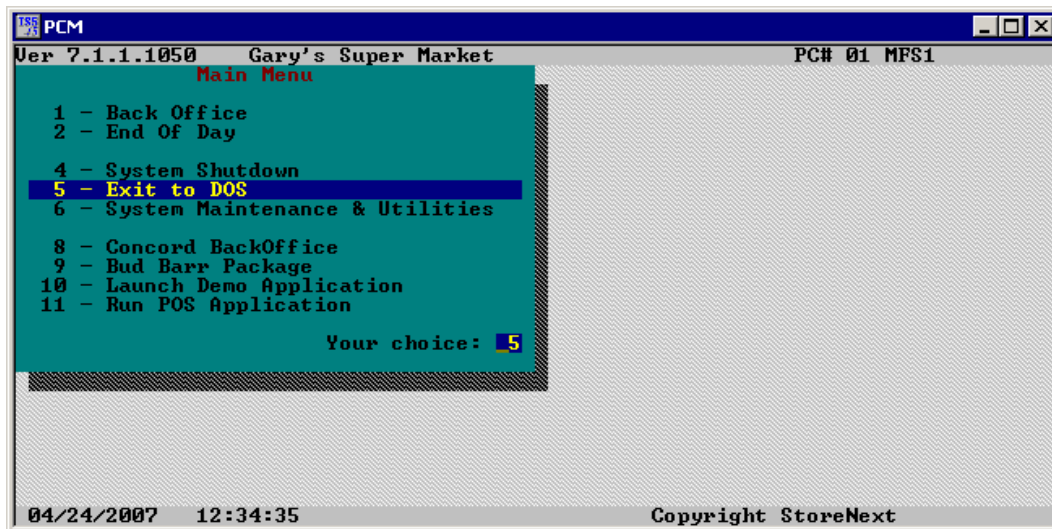 PCM
Ver 7.1.1.1050 Gary's Super Market PC# 01 MFS1
Main Menu
1 - Back Office
2 - End Of Day
4 - System Shutdown
5 - Exit to DOS
6 - System Maintenance & Utilities
8 - Concord BackOffice
9 - Bud Barr Package
10 - Launch Demo Application
11 - Run POS Application
Your choice: 5
04/24/2007 12:34:35 Copyright StoreNext